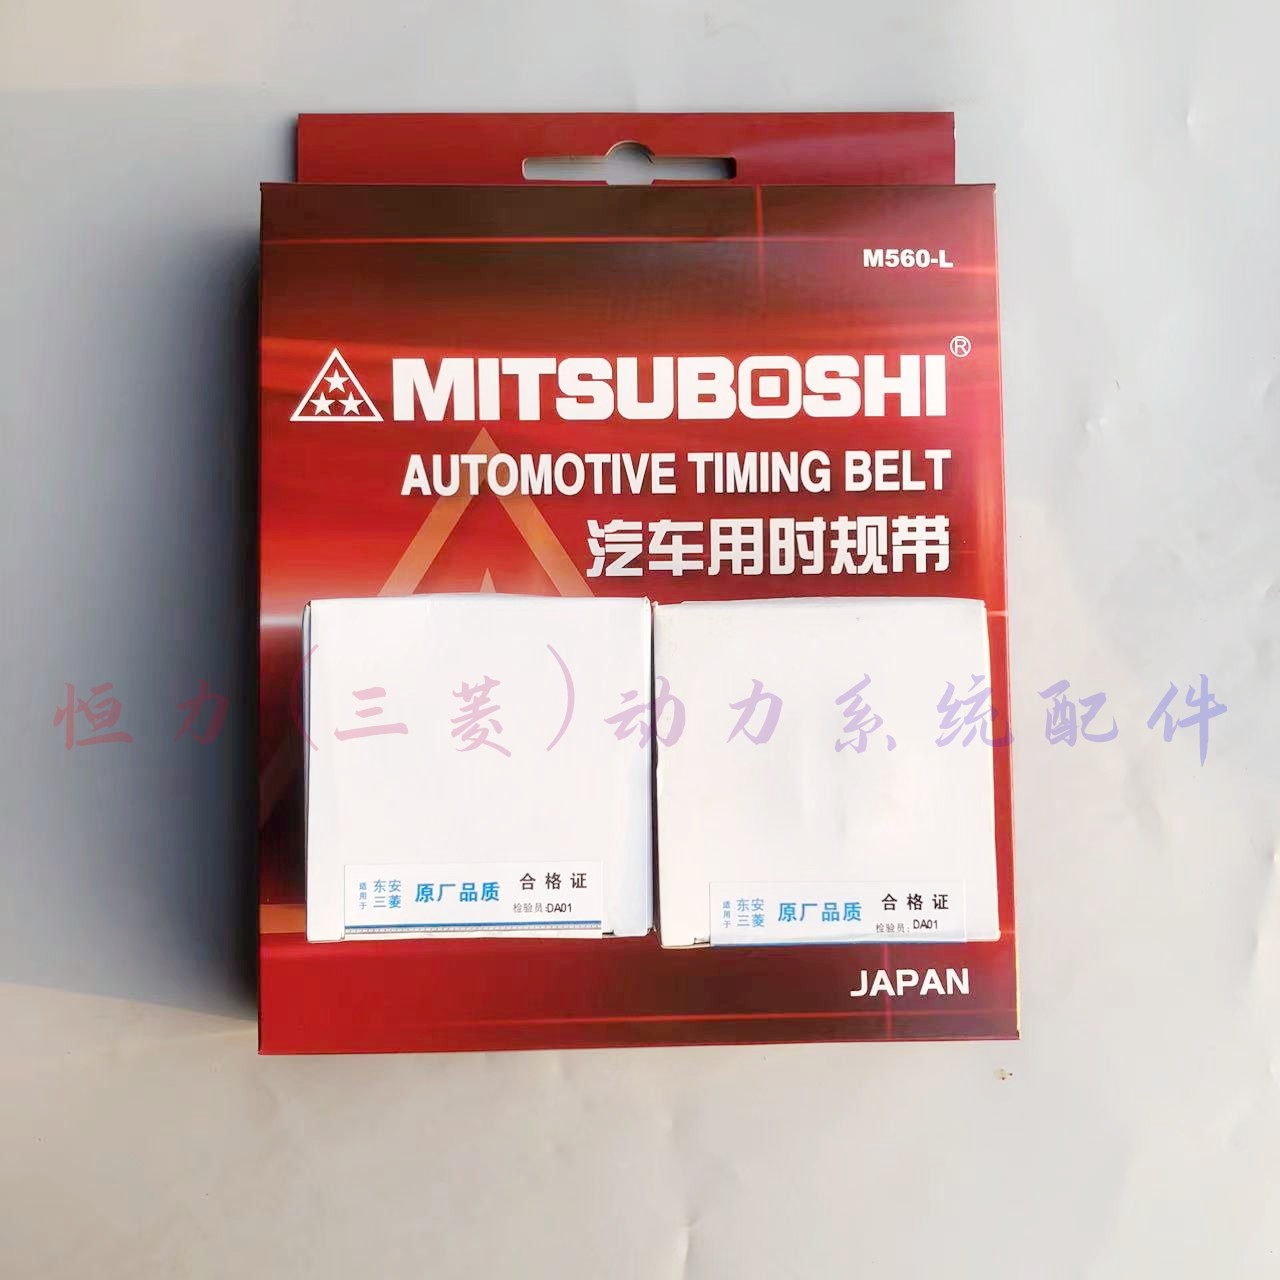 M560-L
MITSUBOSHI®
AUTOMOTIVE TIMING BELT
汽车用时规带
恒力(三菱)动力系统配件
适用于 东安三菱 原厂品质 合格证
检验员:DA01
适用于 东安三菱 原厂品质 合格证
检验员:DA01
JAPAN